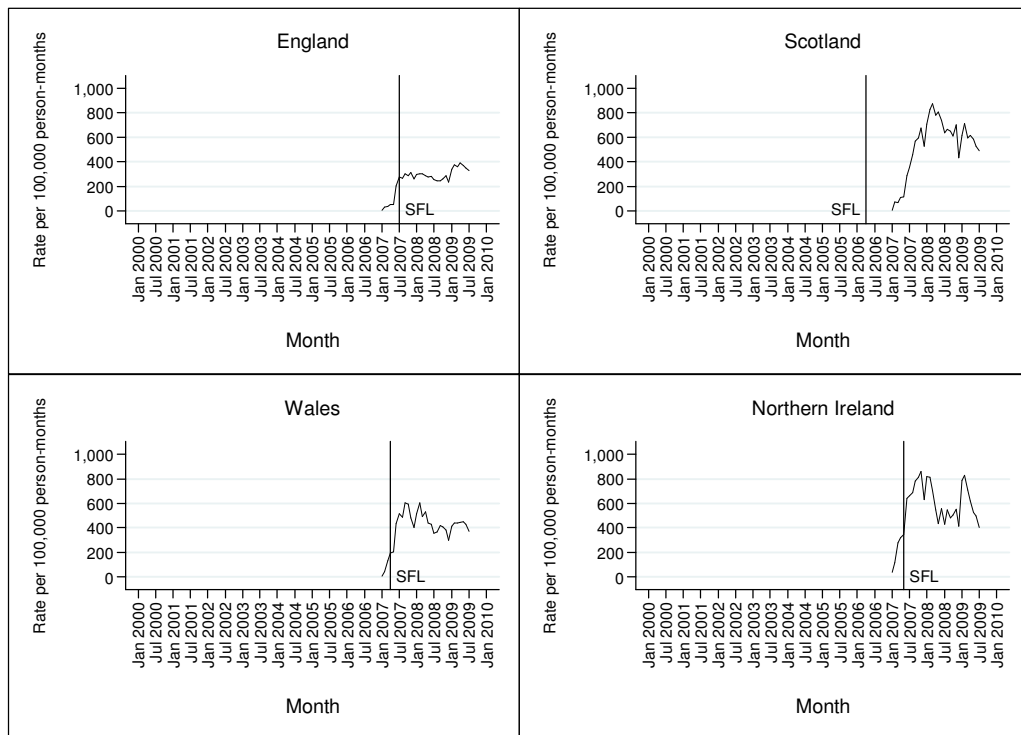 England
Rate per 100,000 person-months
1,000
800
600
400
200
0
SFL
Jan 2000
Jul 2000
Jan 2001
Jul 2001
Jan 2002
Jul 2002
Jan 2003
Jul 2003
Jan 2004
Jul 2004
Jan 2005
Jul 2005
Jan 2006
Jul 2006
Jan 2007
Jul 2007
Jan 2008
Jul 2008
Jan 2009
Jul 2009
Jan 2010
Month
Scotland
Rate per 100,000 person-months
1,000
800
600
400
200
0
SFL
Jan 2000
Jul 2000
Jan 2001
Jul 2001
Jan 2002
Jul 2002
Jan 2003
Jul 2003
Jan 2004
Jul 2004
Jan 2005
Jul 2005
Jan 2006
Jul 2006
Jan 2007
Jul 2007
Jan 2008
Jul 2008
Jan 2009
Jul 2009
Jan 2010
Month
Wales
Rate per 100,000 person-months
1,000
800
600
400
200
0
SFL
Jan 2000
Jul 2000
Jan 2001
Jul 2001
Jan 2002
Jul 2002
Jan 2003
Jul 2003
Jan 2004
Jul 2004
Jan 2005
Jul 2005
Jan 2006
Jul 2006
Jan 2007
Jul 2007
Jan 2008
Jul 2008
Jan 2009
Jul 2009
Jan 2010
Month
Northern Ireland
Rate per 100,000 person-months
1,000
800
600
400
200
0
SFL
Jan 2000
Jul 2000
Jan 2001
Jul 2001
Jan 2002
Jul 2002
Jan 2003
Jul 2003
Jan 2004
Jul 2004
Jan 2005
Jul 2005
Jan 2006
Jul 2006
Jan 2007
Jul 2007
Jan 2008
Jul 2008
Jan 2009
Jul 2009
Jan 2010
Month